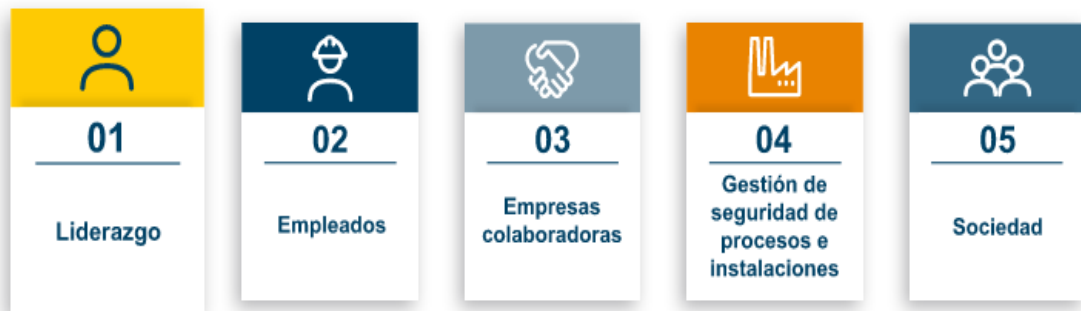 01
Liderazgo
02
Empleados
03
Empresas
colaboradoras
04
Gestión de
seguridad de
procesos e
instalaciones
05
Sociedad